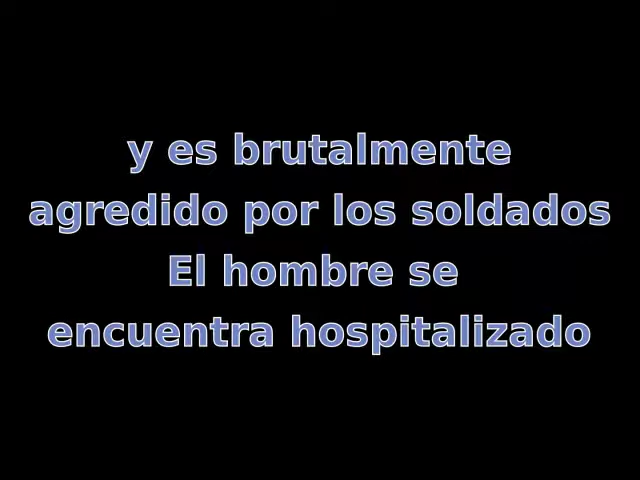 y es brutalmente
agredido por los soldados
El hombre se
encuentra hospitalizado